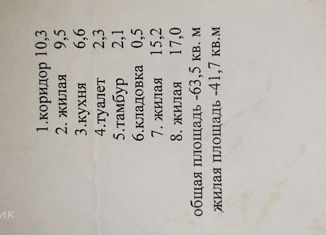 1.коридор 10,3
2. жилая 9,5
3.кухня 6,6
4.туалет 2,3
5.тамбур 2,1
6.кладовка 0,5
7. жилая 15,2
8. жилая 17,0
общая площадь -63,5 кв. м
жилая площадь -41,7 кв.м